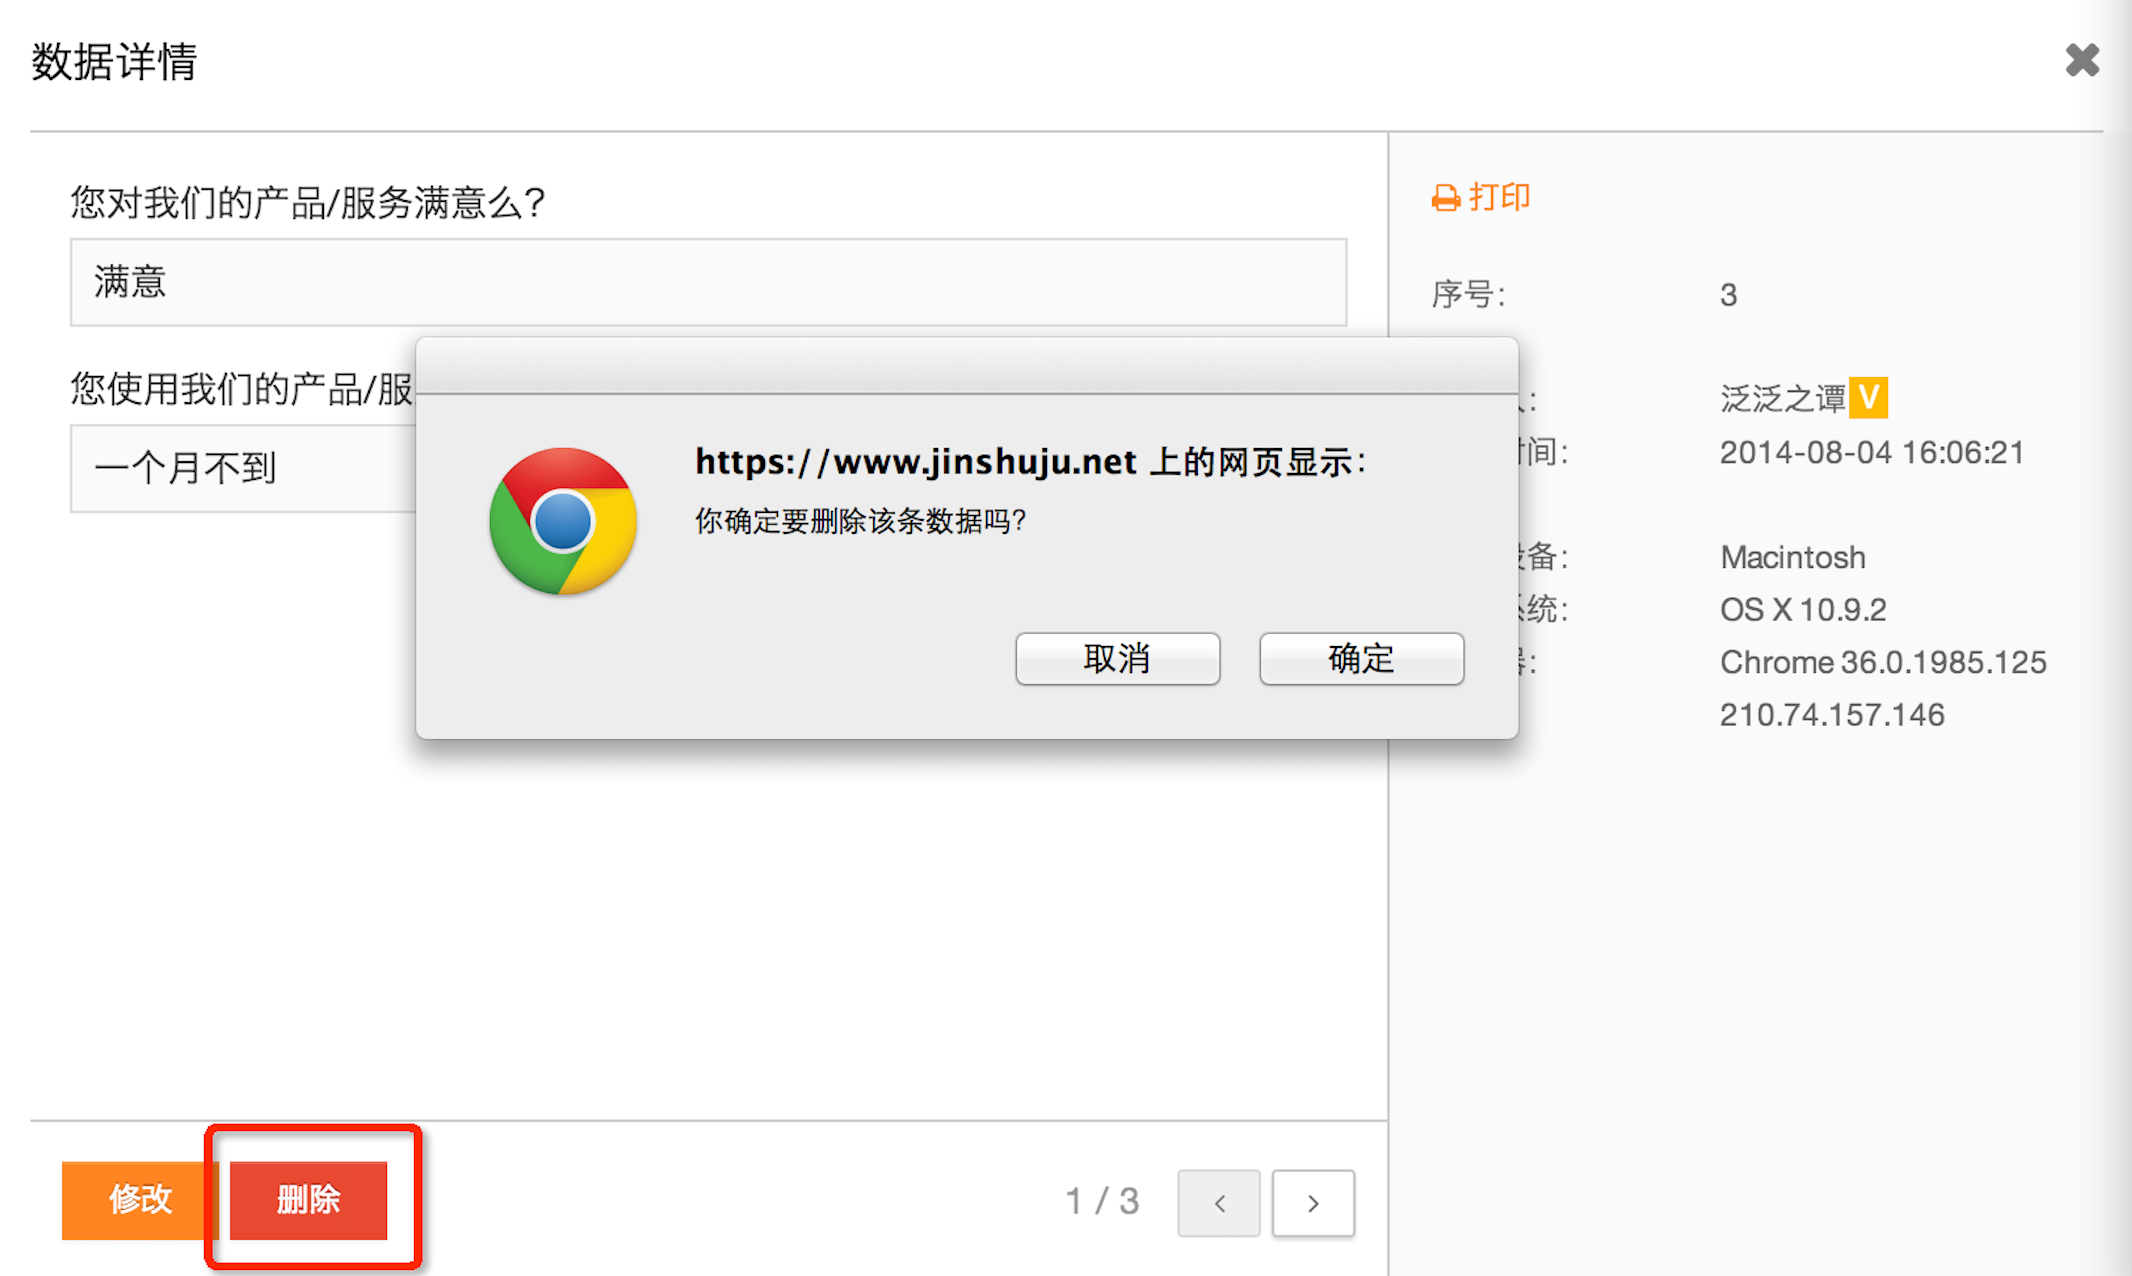 数据详情
您对我们的产品/服务满意么?
满意
您使用我们的产品/服
一个月不到
打印
序号: 3
泛泛之谭 V
间: 2014-08-04 16:06:21
备: Macintosh
统: OS X 10.9.2
Chrome 36.0.1985.125
210.74.157.146
https://www.jinshuju.net 上的网页显示:
你确定要删除该条数据吗?
取消 确定
修改 删除 1 / 3